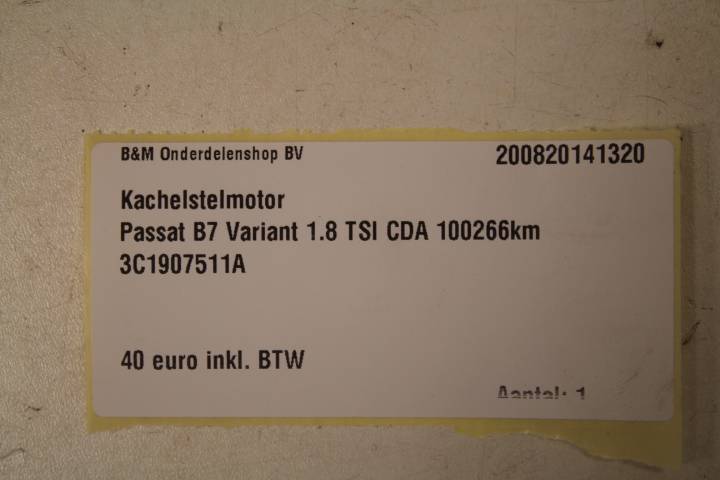 B&M Onderdelenshop BV
200820141320
Kachelstelmotor
Passat B7 Variant 1.8 TSI CDA 100266km
3C1907511A
40 euro inkl. BTW
Aantal: 1